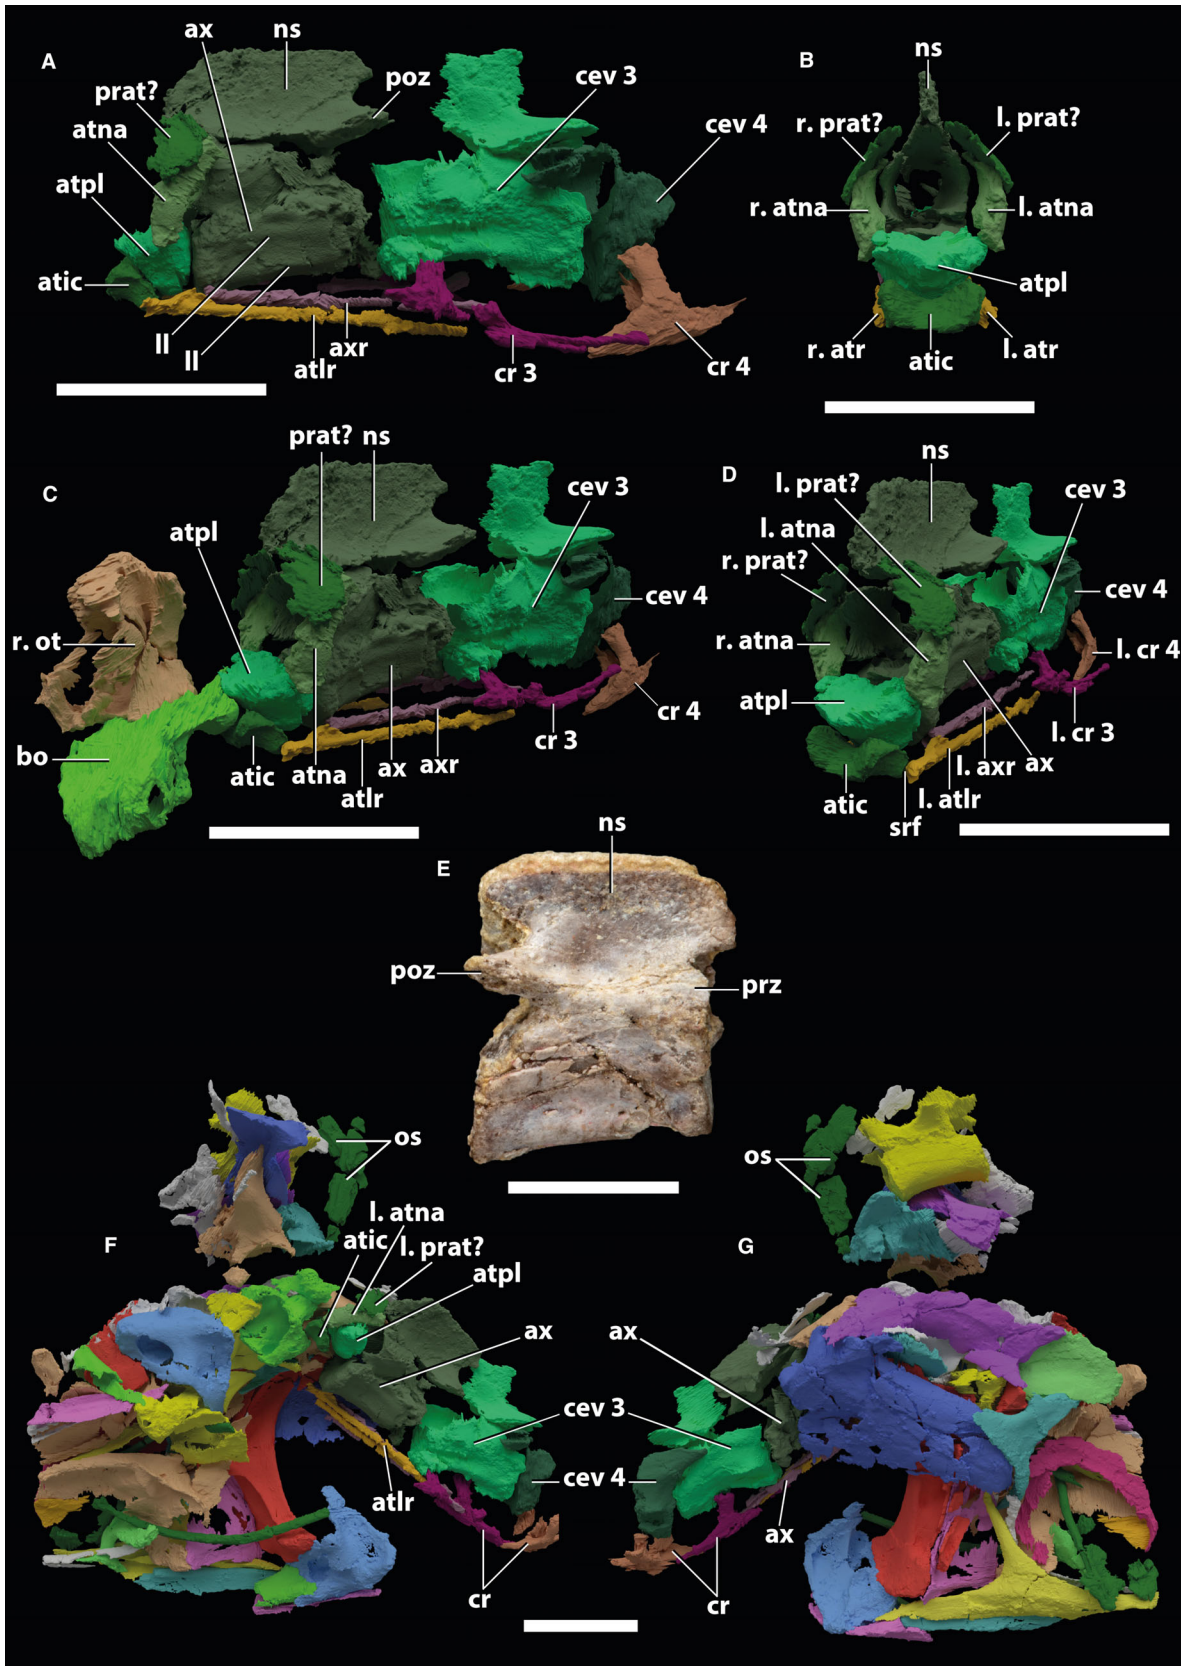 A
ax
ns
prat?
poz
atna
cev 3
cev 4
atpl
atic
ll
ll
atlr
axr
cr 3
cr 4
B
ns
r. prat?
l. prat?
r. atna
l. atna
atpl
r. atr
atic
l. atr
C
prat?
ns
cev 3
atpl
cev 4
r. ot
bo
atic
atna
atlr
ax
axr
cr 3
cr 4
D
ns
l. prat?
cev 3
l. atna
r. prat?
cev 4
r. atna
l. cr 4
atpl
l. cr 3
atic
srf
l. atlr
l. axr
ax
E
ns
poz
prz
F
os
l. atna
atic
l. prat?
atpl
ax
cev 3
cev 4
atlr
cr
G
os
ax
ax
cr